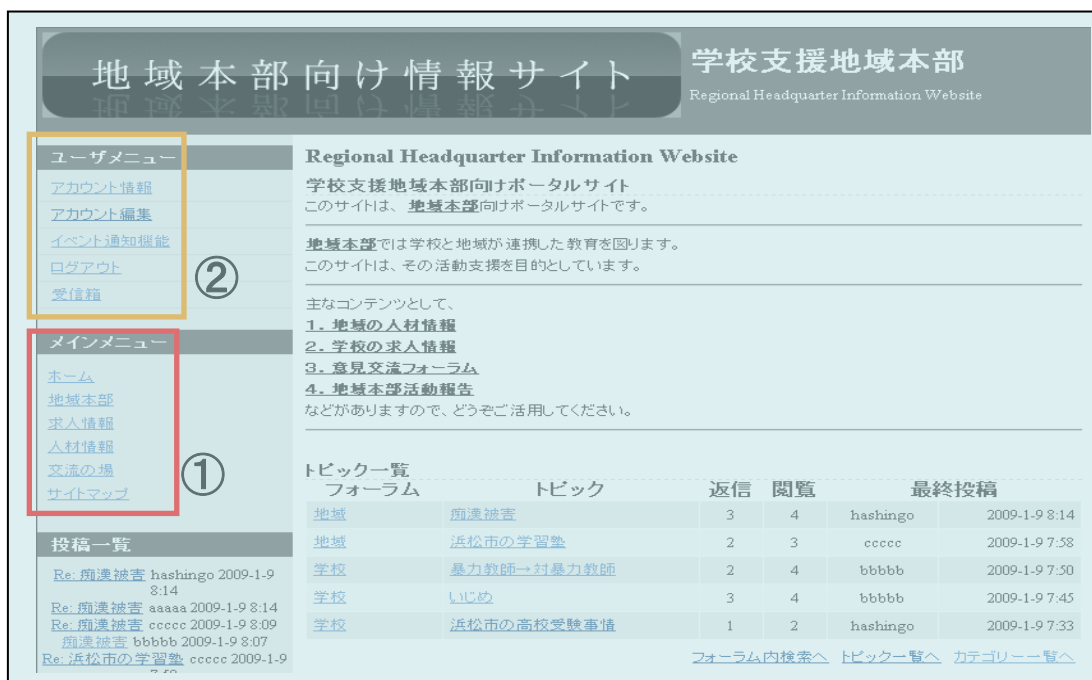 地域本部向け情報サイト
学校支援地域本部
Regional Headquarter Information Website
ユーザメニュー
アカウント情報
アカウント編集
イベント通知機能
ログアウト
受信箱
②
メインメニュー
ホーム
地域本部
求人情報
人材情報
交流の場
サイトマップ
①
投稿一覧
Re: 痴漢被害 hashingo 2009-1-9
8:14
Re: 痴漢被害 aaaaa 2009-1-9 8:14
Re: 痴漢被害 ccccc 2009-1-9 8:09
痴漢被害 bbbbb 2009-1-9 8:07
Re: 浜松市の学習塾 ccccc 2009-1-9
Regional Headquarter Information Website
学校支援地域本部向けポータルサイト
このサイトは、 地域本部向けポータルサイトです。
地域本部では学校と地域が連携した教育を図ります。
このサイトは、その活動支援を目的としています。
主なコンテンツとして、
1. 地域の人材情報
2. 学校の求人情報
3. 意見交流フォーラム
4. 地域本部活動報告
などがありますので、どうぞご活用してください。
トピック一覧
フォーラム トピック 返信 閲覧 最終投稿
地域 痴漢被害 3 4 hashingo 2009-1-9 8:14
地域 浜松市の学習塾 2 3 ccccc 2009-1-9 7:58
学校 暴力教師→対暴力教師 2 4 bbbbb 2009-1-9 7:50
学校 いじめ 3 4 bbbbb 2009-1-9 7:45
学校 浜松市の高校受験事情 1 2 hashingo 2009-1-9 7:33
フォーラム内検索へ トピック一覧へ カテゴリー一覧へ